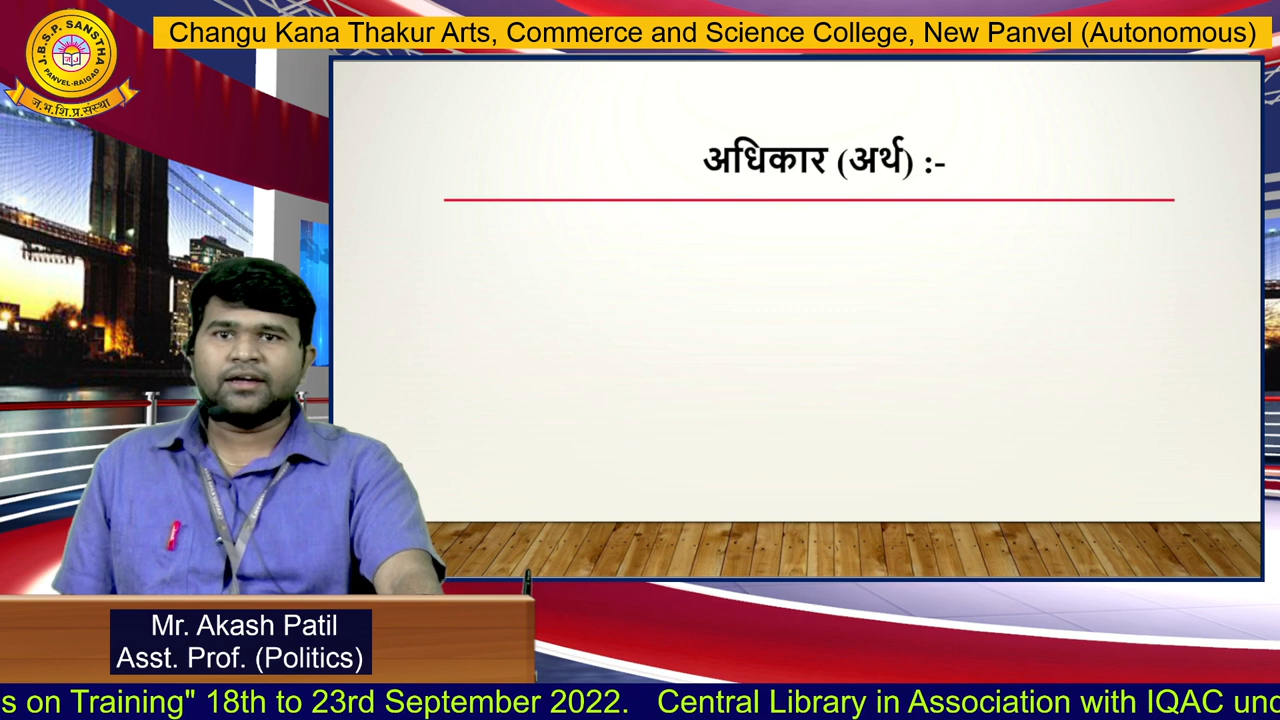 J.B.S.P. SANSTHA
PANVEL-RAIGAD
ज.भ.शि.प्र.संस्था
Changu Kana Thakur Arts, Commerce and Science College, New Panvel (Autonomous)
अधिकार (अर्थ) :-
Mr. Akash Patil
Asst. Prof. (Politics)
s on Training" 18th to 23rd September 2022. Central Library in Association with IQAC und